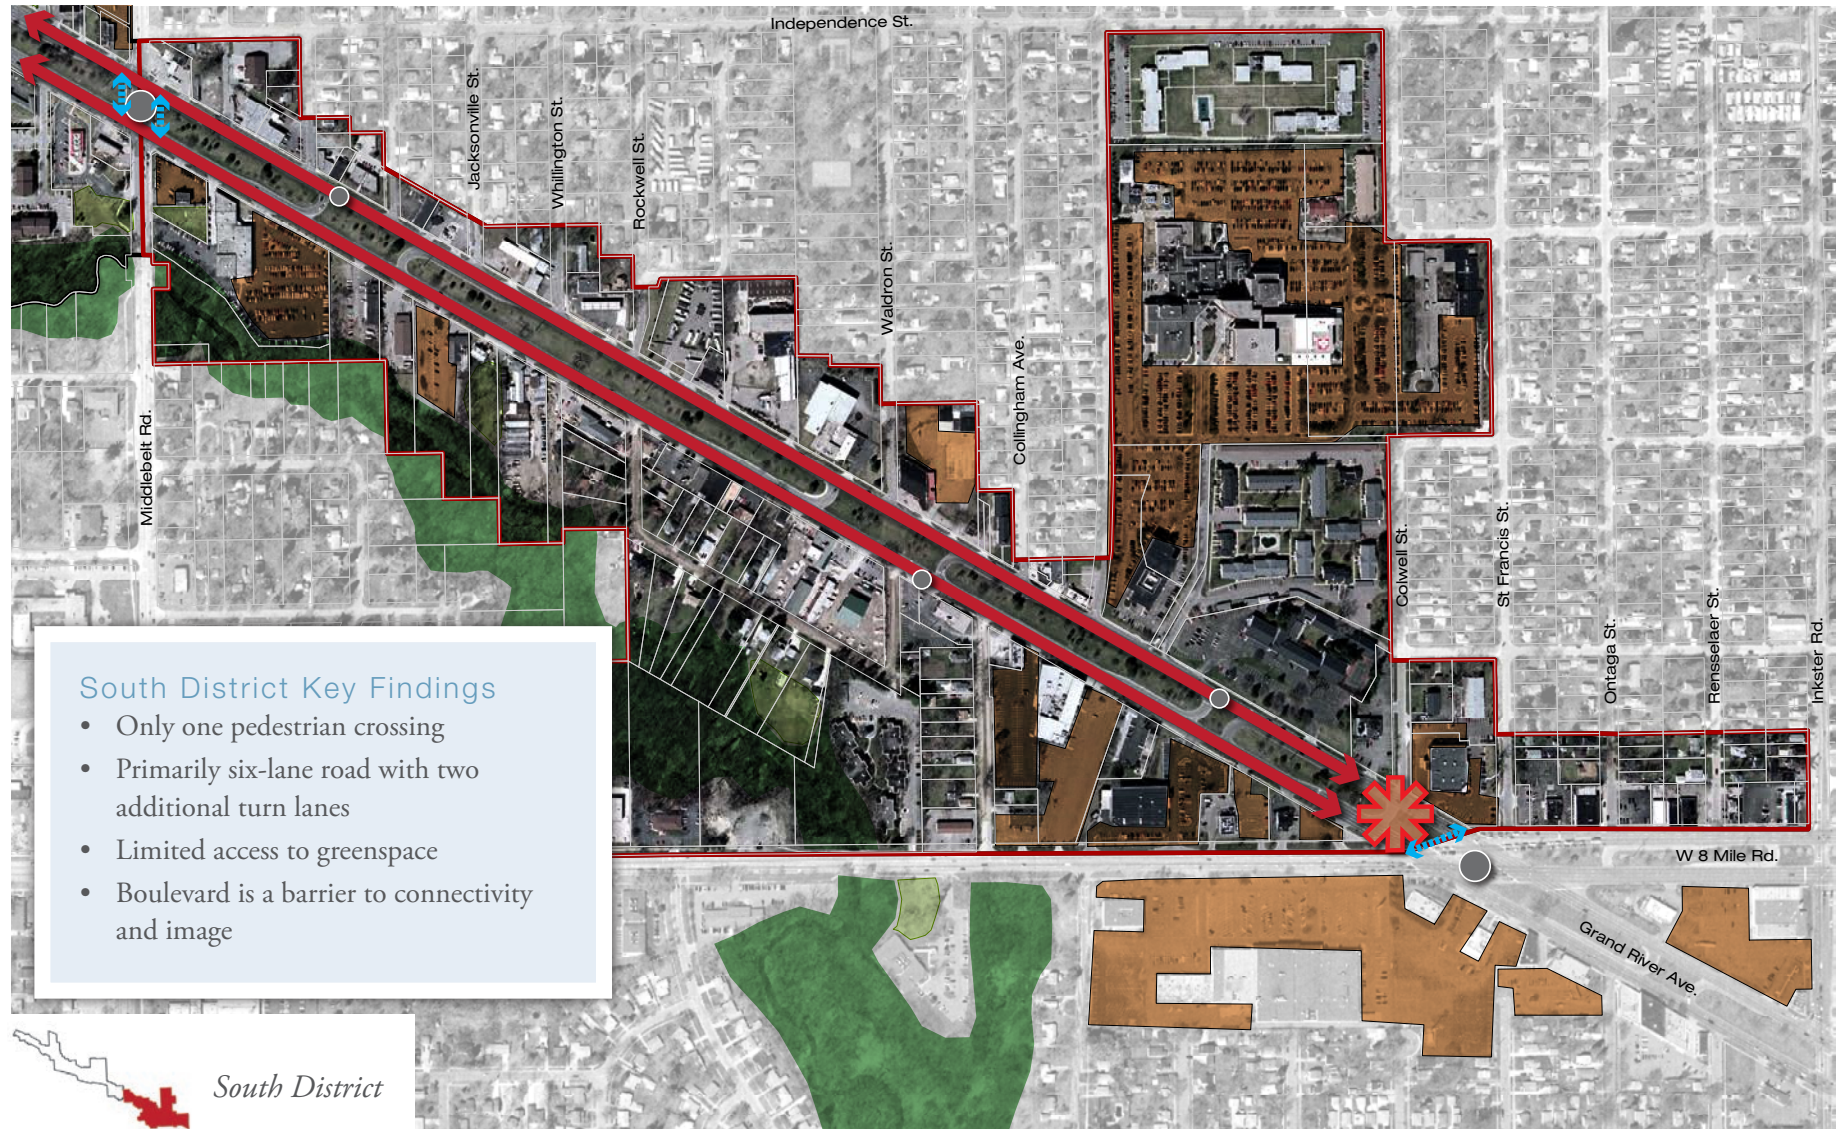 Independence St.
Jacksonville St.
Whillington St.
Rockwell St.
Waldron St.
Collingham Ave.
Middlebelt Rd.
Colwell St.
St Francis St.
Ontaga St.
Rensselaer St.
Inkster Rd.
W 8 Mile Rd.
Grand River Ave.
South District Key Findings
• Only one pedestrian crossing
• Primarily six-lane road with two
additional turn lanes
• Limited access to greenspace
• Boulevard is a barrier to connectivity
and image
South District